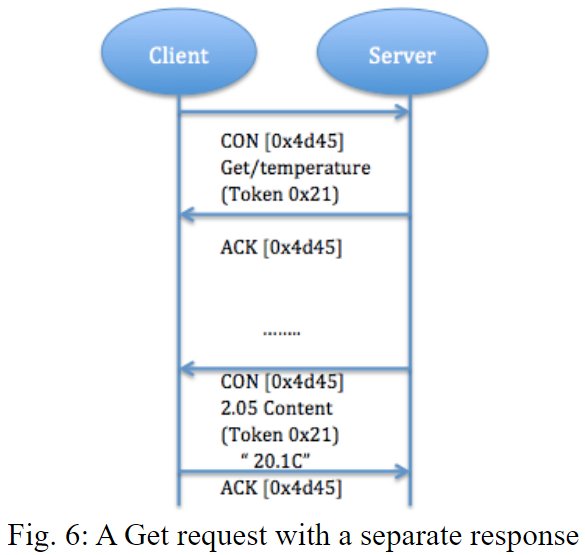 Client Server
CON [0x4d45]
Get/temperature
(Token 0x21)
ACK [0x4d45]
........
CON [0x4d45]
2.05 Content
(Token 0x21)
“ 20.1C”
ACK [0x4d45]
Fig. 6: A Get request with a separate response